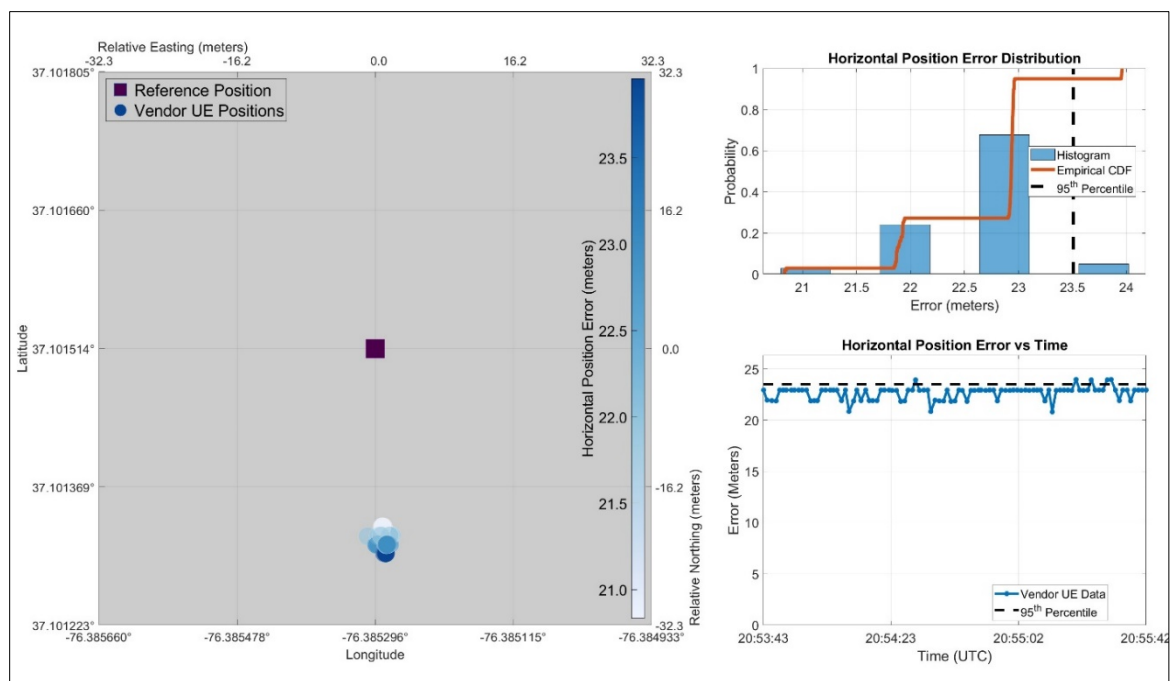 Relative Easting (meters)
-32.3 -16.2 0.0 16.2 32.3
37.101805° 32.3
Reference Position
Vendor UE Positions
23.5
37.101660° 16.2
23.0
Horizontal Position Error (meters)
22.5
Latitude
37.101514° 0.0
22.0
37.101369° -16.2
21.5
Relative Northing (meters)
21.0
37.101223° -32.3
-76.385660° -76.385478° -76.385296° -76.385115° -76.384933°
Longitude
Horizontal Position Error Distribution
1
0.8
0.6
0.4
0.2
0
Probability
Histogram
Empirical CDF
95th Percentile
21 21.5 22 22.5 23 23.5 24
Error (meters)
Horizontal Position Error vs Time
25
20
15
10
5
0
Error (Meters)
Vendor UE Data
95th Percentile
20:53:43 20:54:23 20:55:02 20:55:42
Time (UTC)